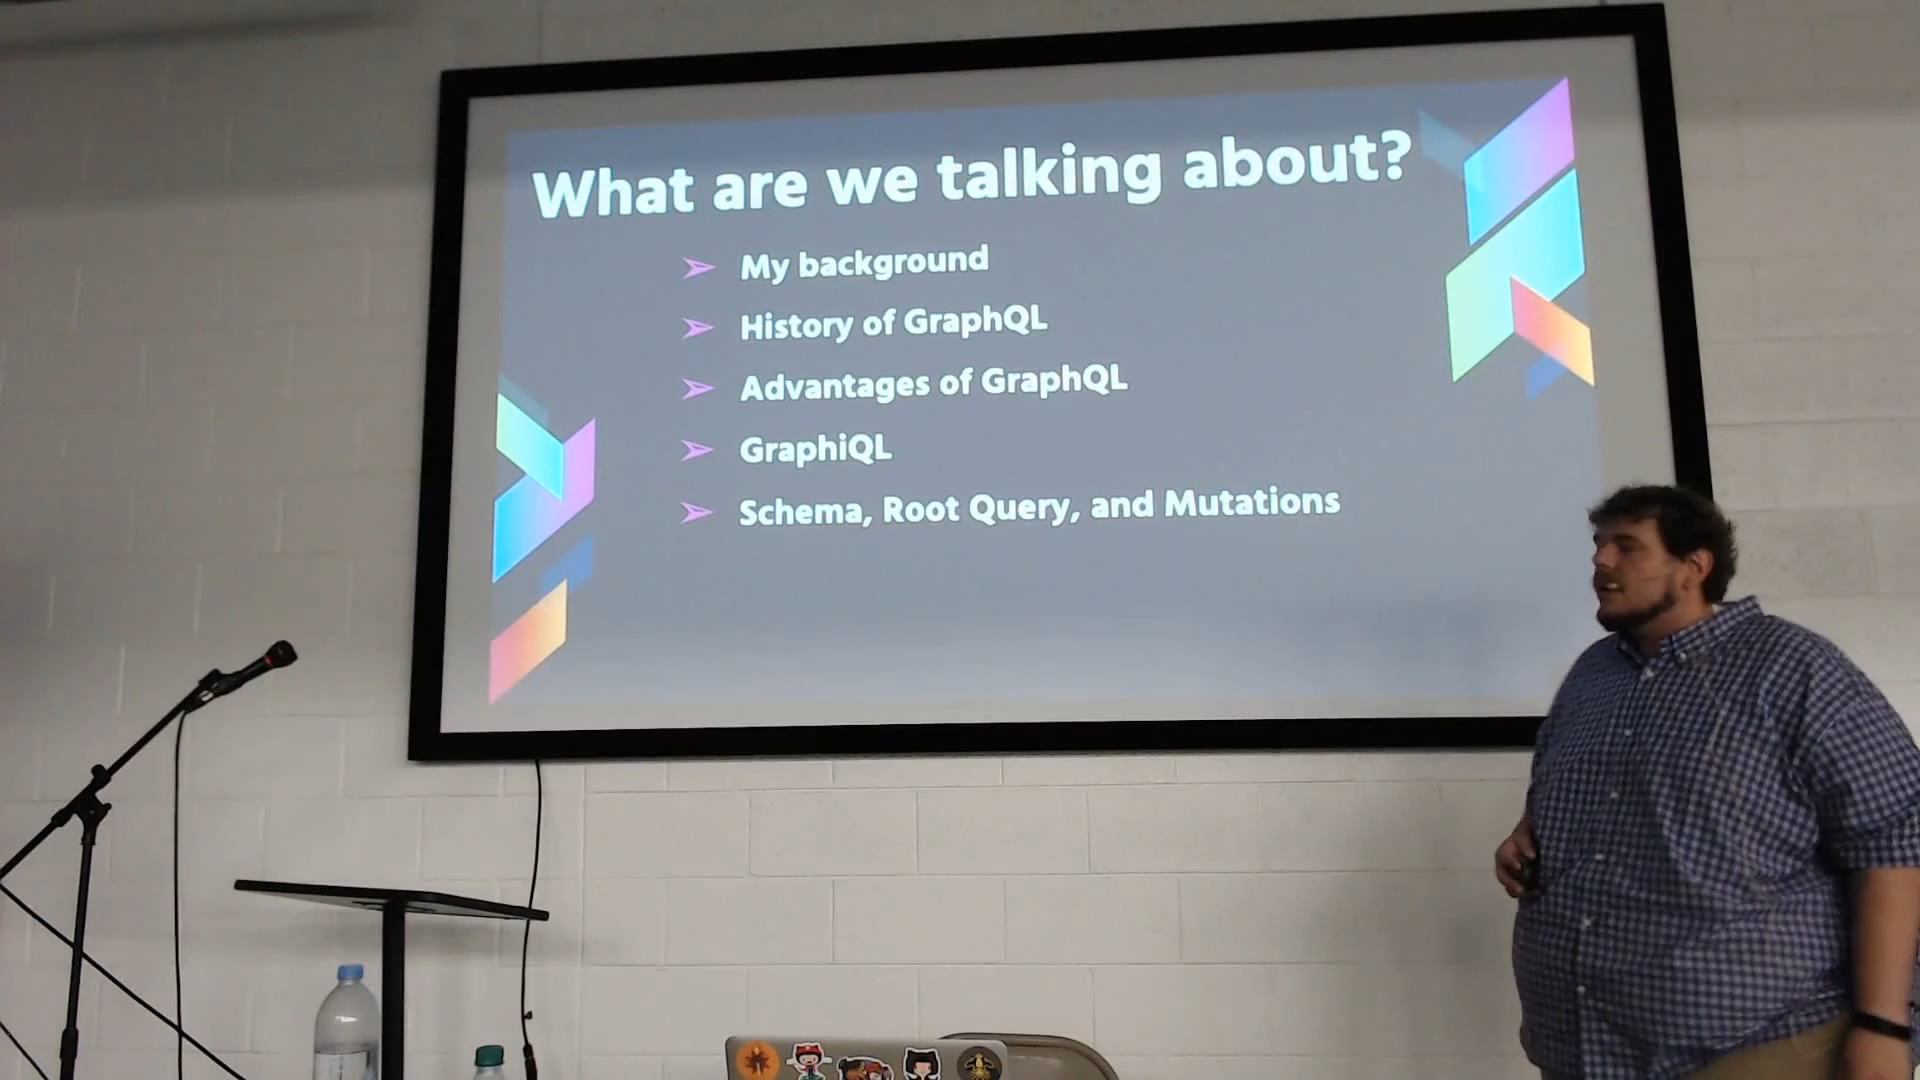 What are we talking about?
My background
History of GraphQL
Advantages of GraphQL
GraphiQL
Schema, Root Query, and Mutations